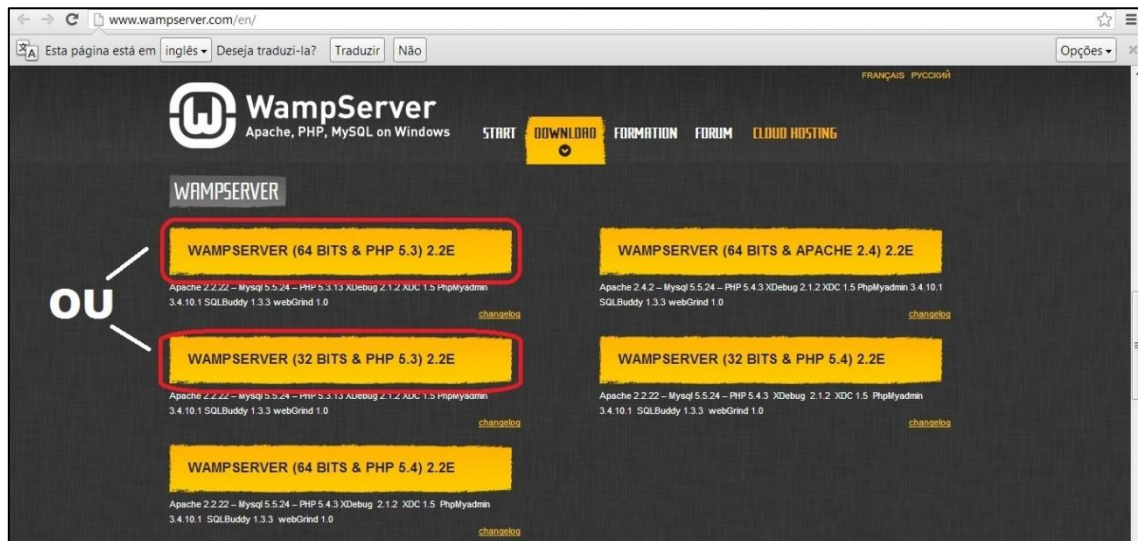 www.wampserver.com/en/
Esta página está em inglês Deseja traduzi-la? Traduzir Não Opções
FRANÇAIS РУССКИЙ
WampServer
Apache, PHP, MySQL on Windows
START DOWNLOAD FORMATION FORUM CLOUD HOSTING
WAMPSERVER
OU
WAMPSERVER (64 BITS & PHP 5.3) 2.2E
Apache 2.2.22 – Mysql 5.5.24 – PHP 5.3.13 XDebug 2.1.2 XDC 1.5 PhpMyadmin
3.4.10.1 SQLBuddy 1.3.3 webGrind 1.0
changelog
WAMPSERVER (64 BITS & APACHE 2.4) 2.2E
Apache 2.4.2 – Mysql 5.5.24 – PHP 5.4.3 XDebug 2.1.2 XDC 1.5 PhpMyadmin 3.4.10.1
SQLBuddy 1.3.3 webGrind 1.0
changelog
WAMPSERVER (32 BITS & PHP 5.3) 2.2E
Apache 2.2.22 – Mysql 5.5.24 – PHP 5.3.13 XDebug 2.1.2 XDC 1.5 PhpMyadmin
3.4.10.1 SQLBuddy 1.3.3 webGrind 1.0
changelog
WAMPSERVER (32 BITS & PHP 5.4) 2.2E
Apache 2.2.22 – Mysql 5.5.24 – PHP 5.4.3 XDebug 2.1.2 XDC 1.5 PhpMyadmin
3.4.10.1 SQLBuddy 1.3.3 webGrind 1.0
changelog
WAMPSERVER (64 BITS & PHP 5.4) 2.2E
Apache 2.2.22 – Mysql 5.5.24 – PHP 5.4.3 XDebug 2.1.2 XDC 1.5 PhpMyadmin
3.4.10.1 SQLBuddy 1.3.3 webGrind 1.0
changelog